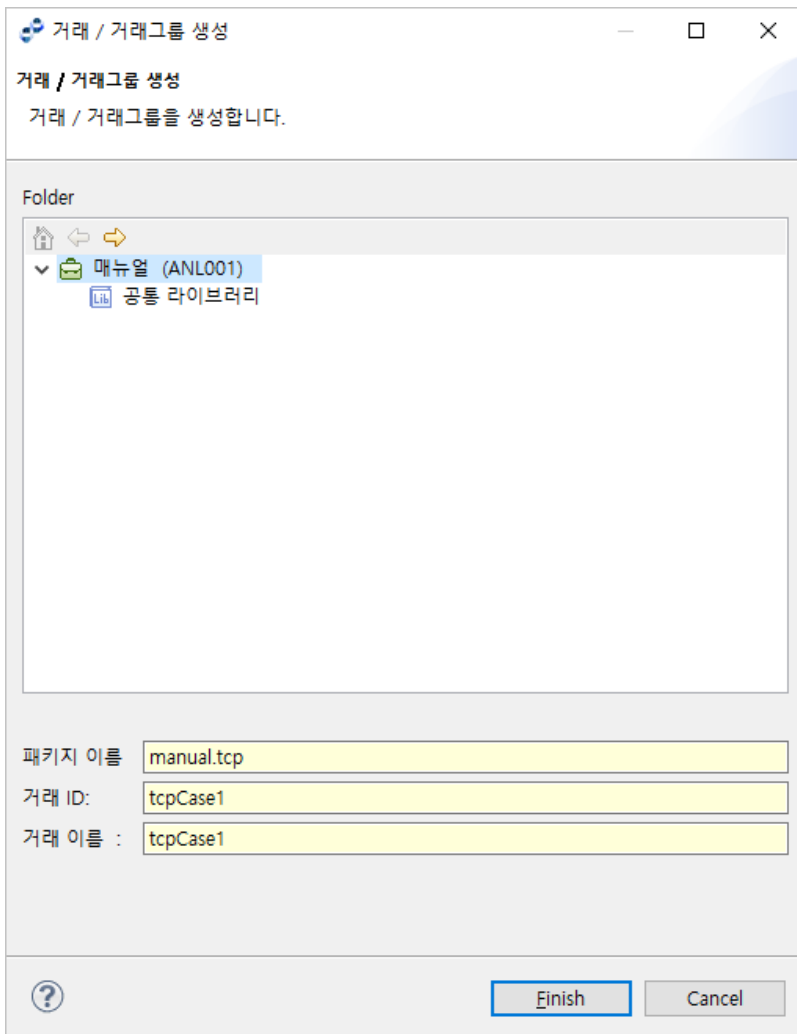 거래 / 거래그룹 생성
거래 / 거래그룹 생성
거래 / 거래그룹을 생성합니다.
Folder
매뉴얼 (ANL001)
Lib 공통 라이브러리
패키지 이름 manual.tcp
거래 ID: tcpCase1
거래 이름 : tcpCase1
? Finish Cancel